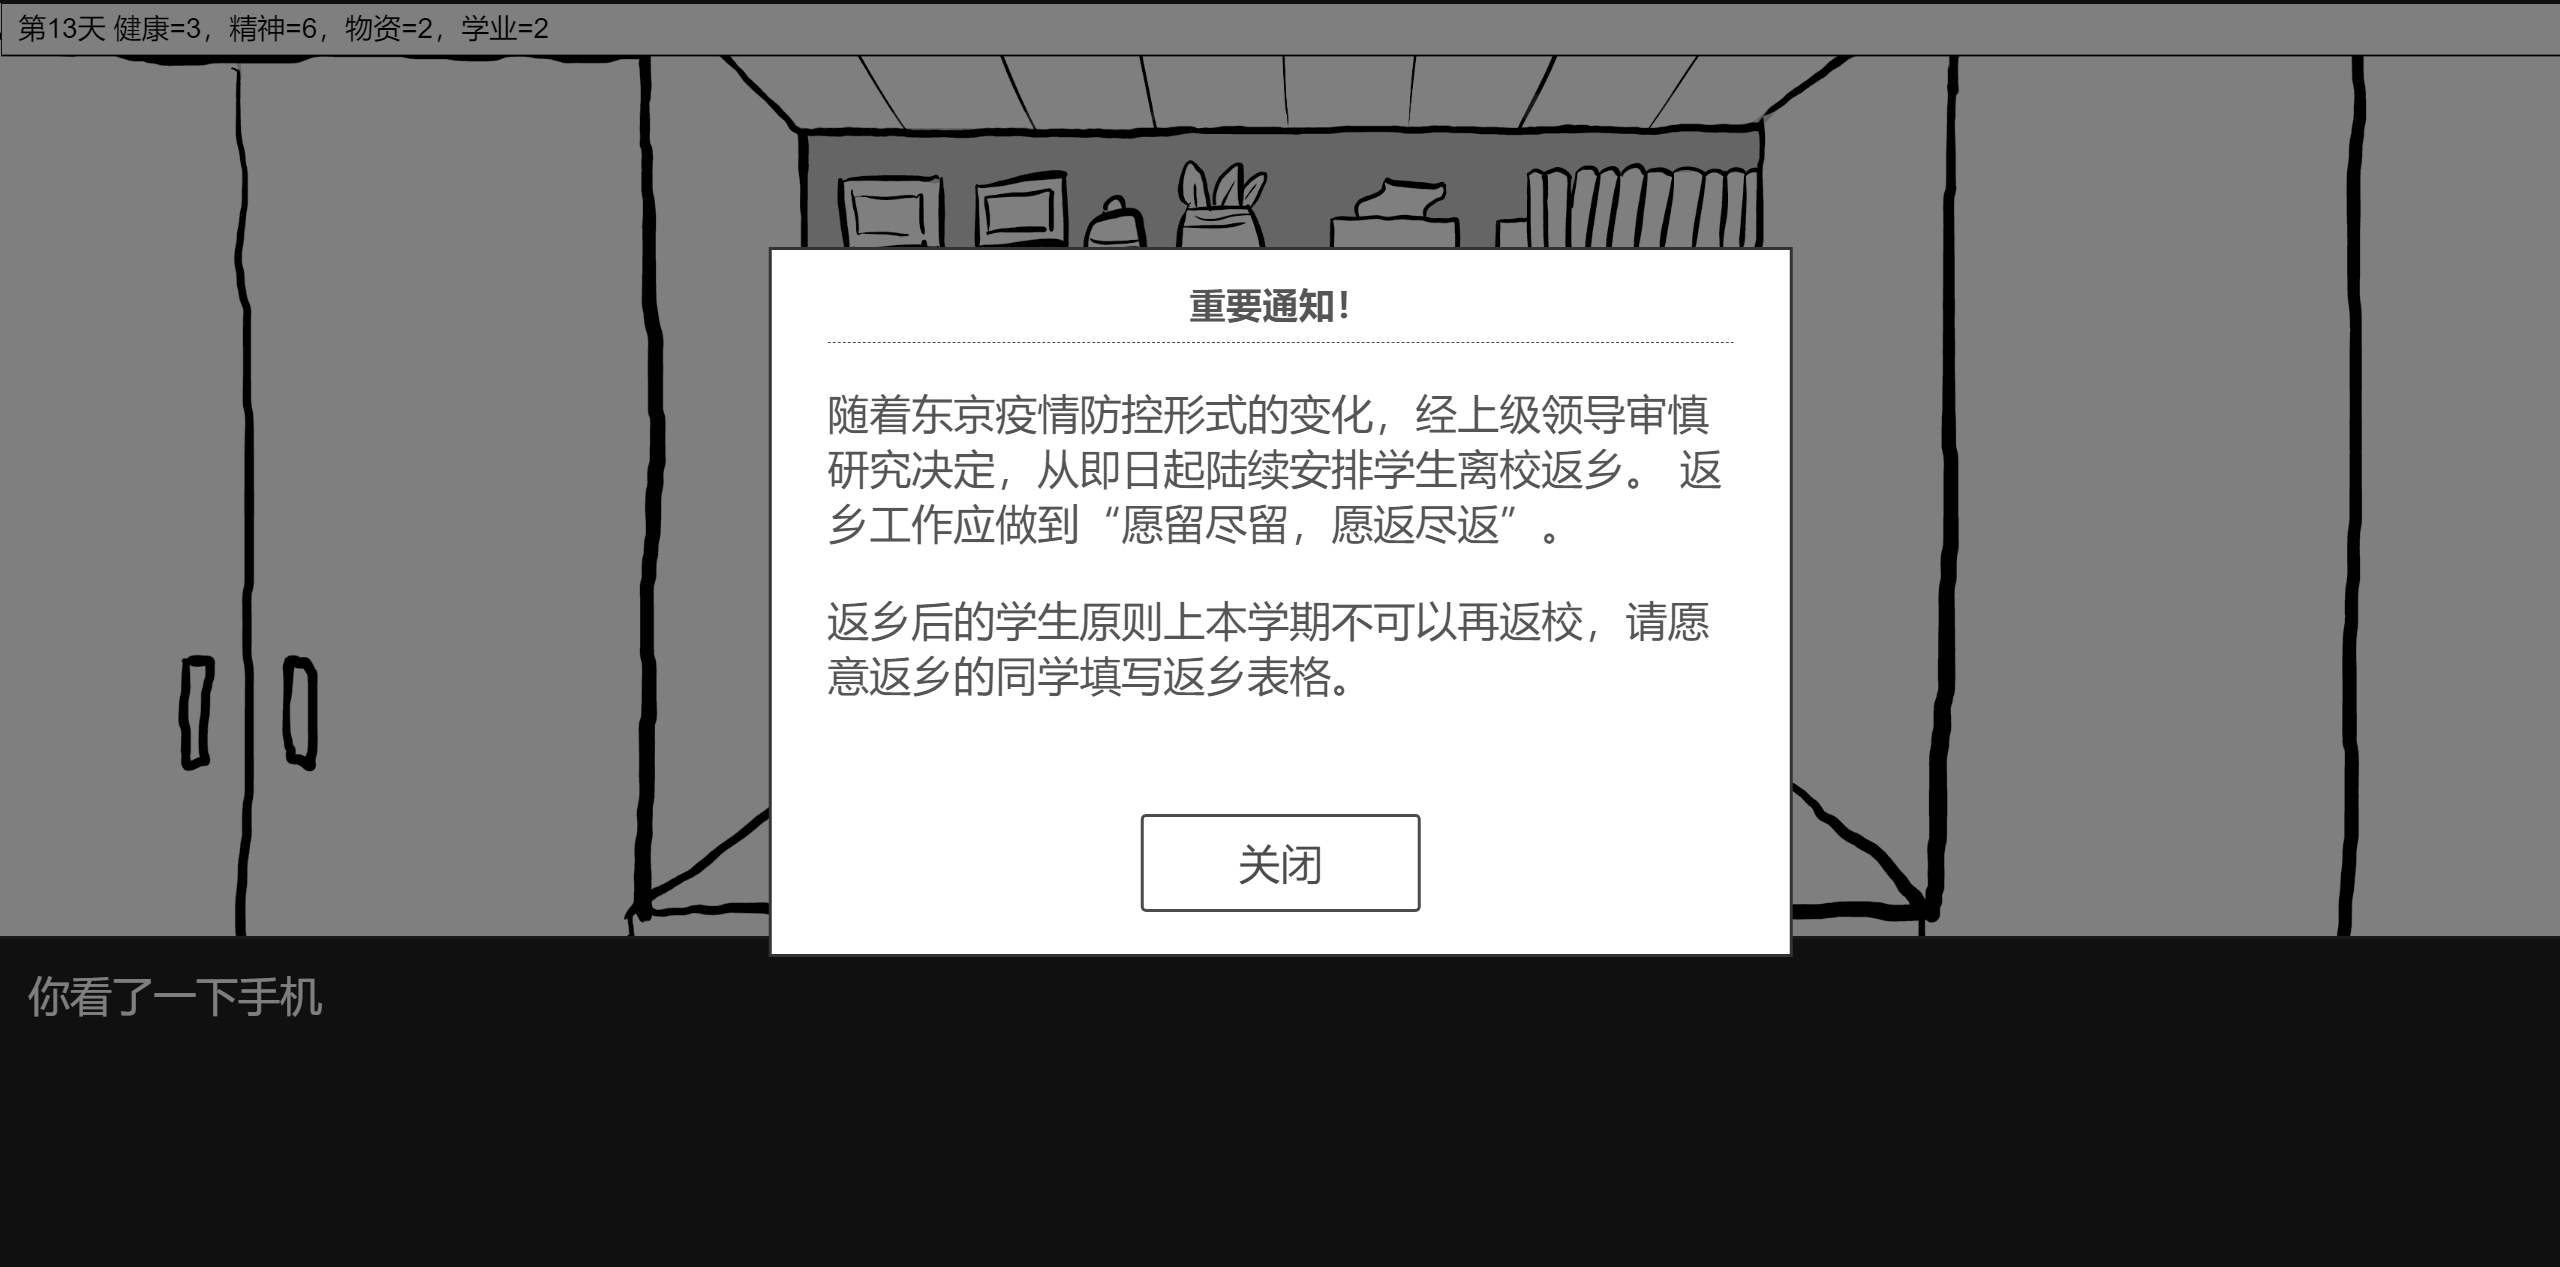 第13天 健康=3，精神=6，物资=2，学业=2
重要通知！
随着东京疫情防控形式的变化，经上级领导审慎
研究决定，从即日起陆续安排学生离校返乡。 返
乡工作应做到“愿留尽留，愿返尽返”。
返乡后的学生原则上本学期不可以再返校，请愿
意返乡的同学填写返乡表格。
关闭
你看了一下手机